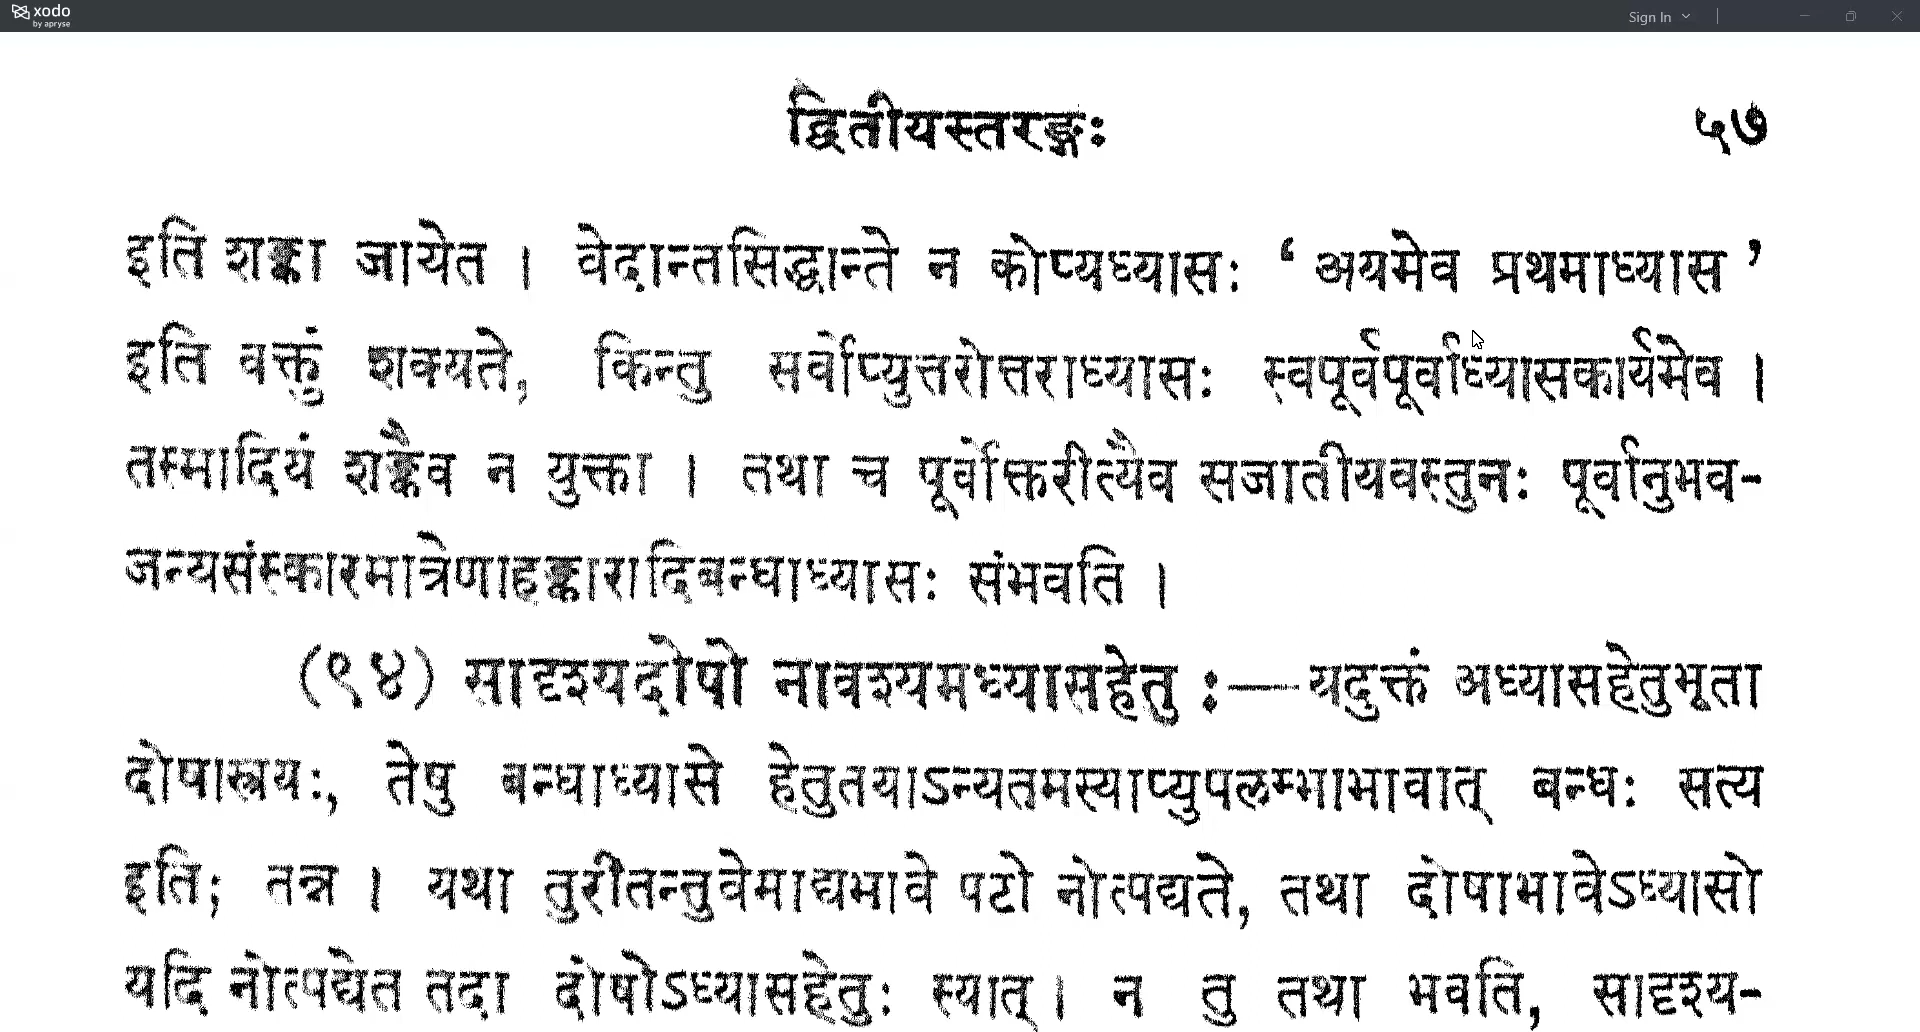 xodo
by apryse
Sign In
द्वितीयस्तरङ्गः ५७
इति शङ्का जायेत । वेदान्तसिद्धान्ते न कोप्यध्यासः ‘ अयमेव प्रथमाध्यास ’
इति वक्तुं शक्यते, किन्तु सर्वोप्युत्तरोत्तराध्यासः स्वपूर्वपूर्वाध्यासकार्यमेव ।
तस्मादियं शङ्कैव न युक्ता । तथा च पूर्वोक्तरीत्यैव सजातीयवस्तुनः पूर्वानुभव-
जन्यसंस्कारमात्रेणाहङ्कारादिबन्धाध्यासः संभवति ।
(९४) सादृश्यदोषो नावश्यमध्यासहेतु :—यदुक्तं अध्यासहेतुभूता
दोषास्त्रयः, तेषु बन्धाध्यासे हेतुतयाऽन्यतमस्याप्युपलम्भाभावात् बन्धः सत्य
इति; तन्न । यथा तुरीतन्तुवेमाद्यभावे पटो नोत्पद्यते, तथा दोषाभावेऽध्यासो
यदि नोत्पद्येत तदा दोषोऽध्यासहेतुः स्यात् । न तु तथा भवति, सादृश्य-